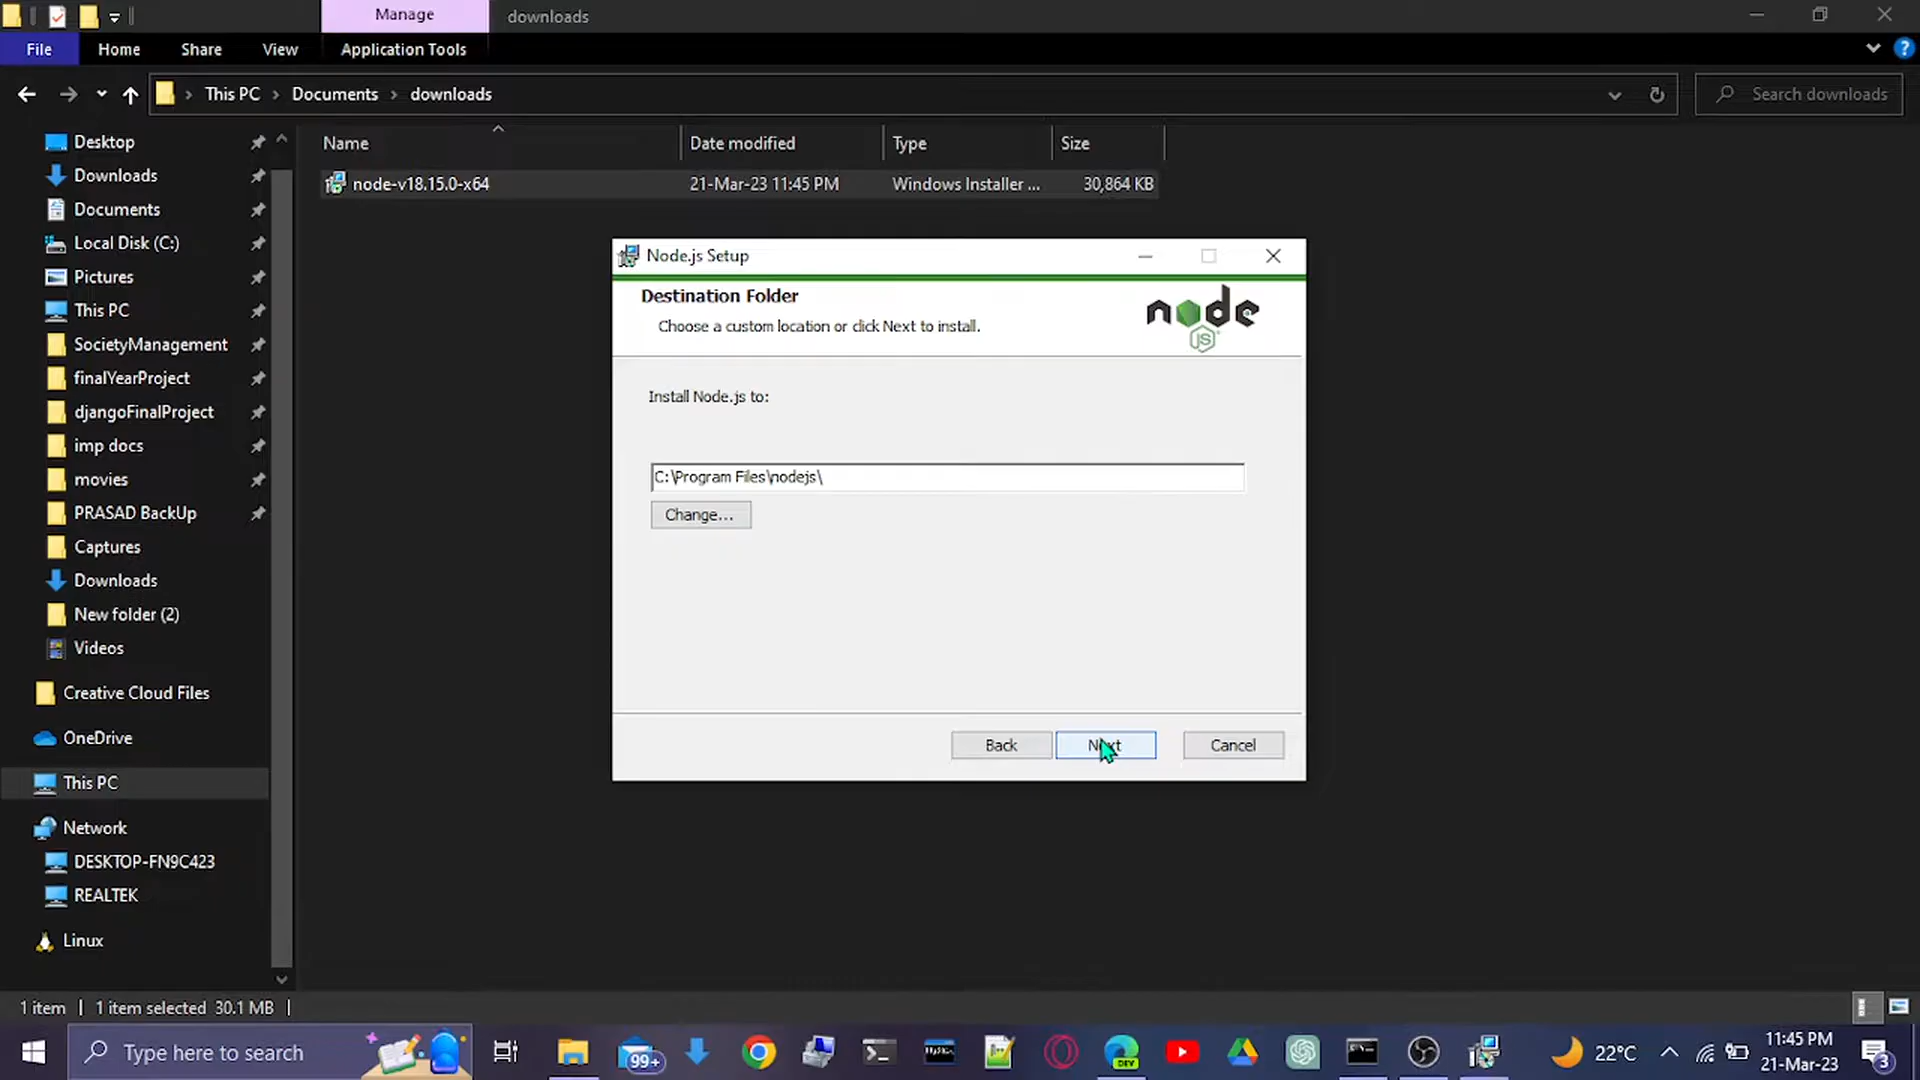 Manage
downloads
File
Home
Share
View
Application Tools
This PC
Documents
downloads
Search downloads
Name
Date modified
Type
Size
node-v18.15.0-x64
21-Mar-23 11:45 PM
Windows Installer ...
30,864 KB
Desktop
Downloads
Documents
Local Disk (C:)
Pictures
This PC
SocietyManagement
finalYearProject
djangoFinalProject
imp docs
movies
PRASAD BackUp
Captures
Downloads
New folder (2)
Videos
Creative Cloud Files
OneDrive
This PC
Network
DESKTOP-FN9C423
REALTEK
Linux
Node.js Setup
Destination Folder
Choose a custom location or click Next to install.
node
JS
Install Node.js to:
C:\Program Files\nodejs\
Change...
Back
Next
Cancel
1 item
1 item selected 30.1 MB
Type here to search
99+
DEV
22°C
11:45 PM
21-Mar-23
3